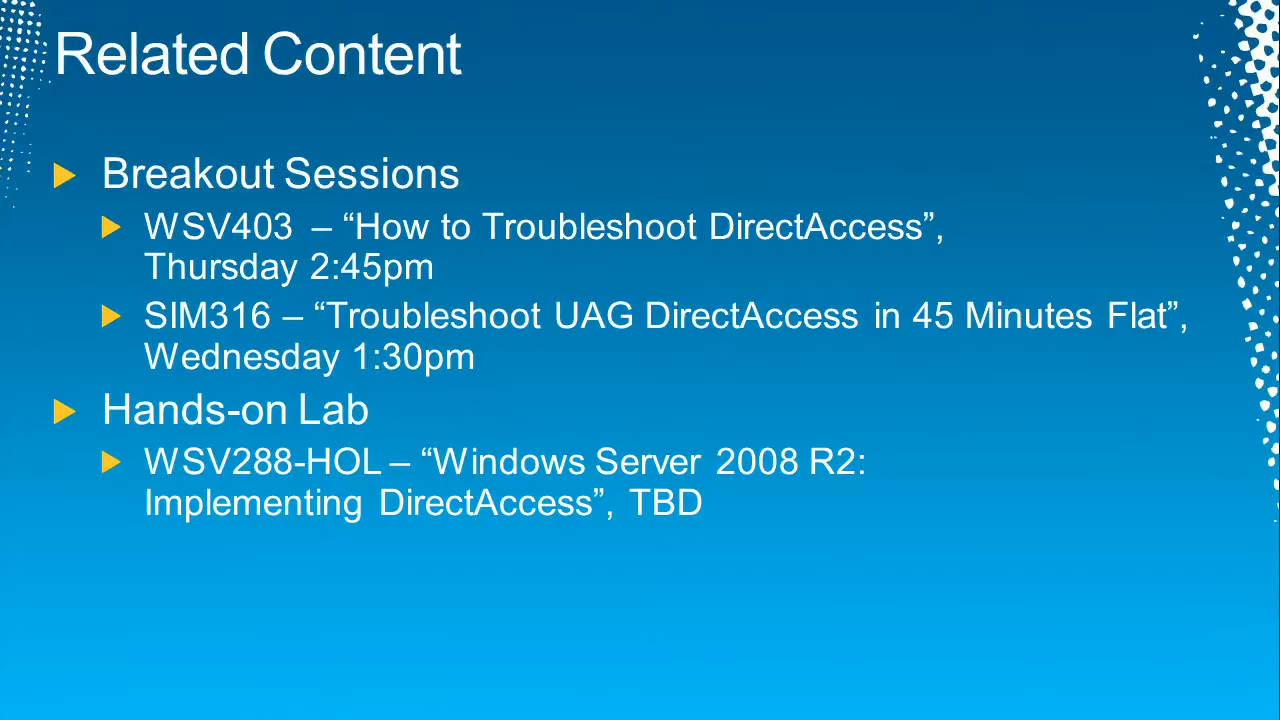 Related Content
Breakout Sessions
WSV403 – “How to Troubleshoot DirectAccess”,
Thursday 2:45pm
SIM316 – “Troubleshoot UAG DirectAccess in 45 Minutes Flat”,
Wednesday 1:30pm
Hands-on Lab
WSV288-HOL – “Windows Server 2008 R2:
Implementing DirectAccess”, TBD